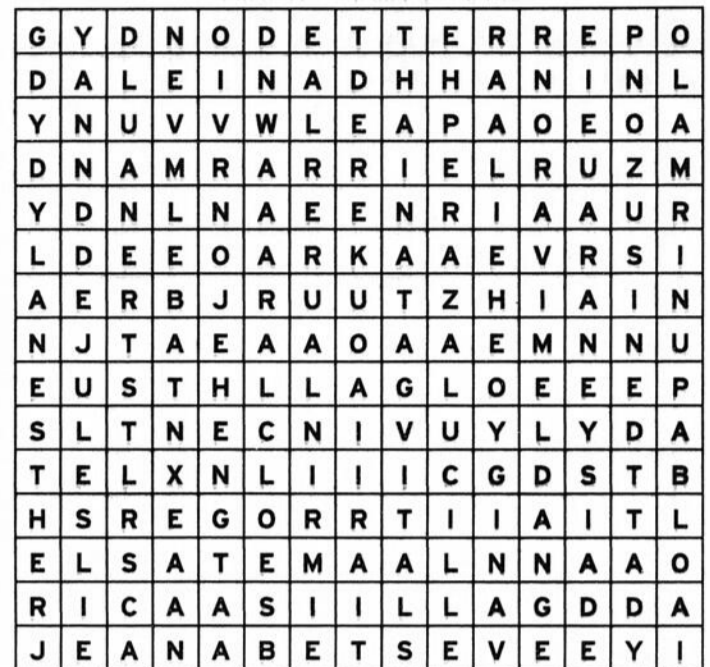 G Y D N O D E T T E R R E P O
D A L E I N A D H H A N I N L
Y N U V V W L E A P A O E O A
D N A M R A R R I E L R U Z M
Y D N L N A E E N R I A A U R
L D E E O A R K A A E V R S I
A E R B J R U U T Z H I A I N
N J T A E A A O A A E M N N U
E U S T H L L A G L O E E E P
S L T N E C N I V U Y L Y D A
T E L X N L I I I C G D S T B
H S R E G O R R T I I A I T L
E L S A T E M A A L N N A A O
R I C A A S I I L L A G D D A
J E A N A B E T S E V E E Y I